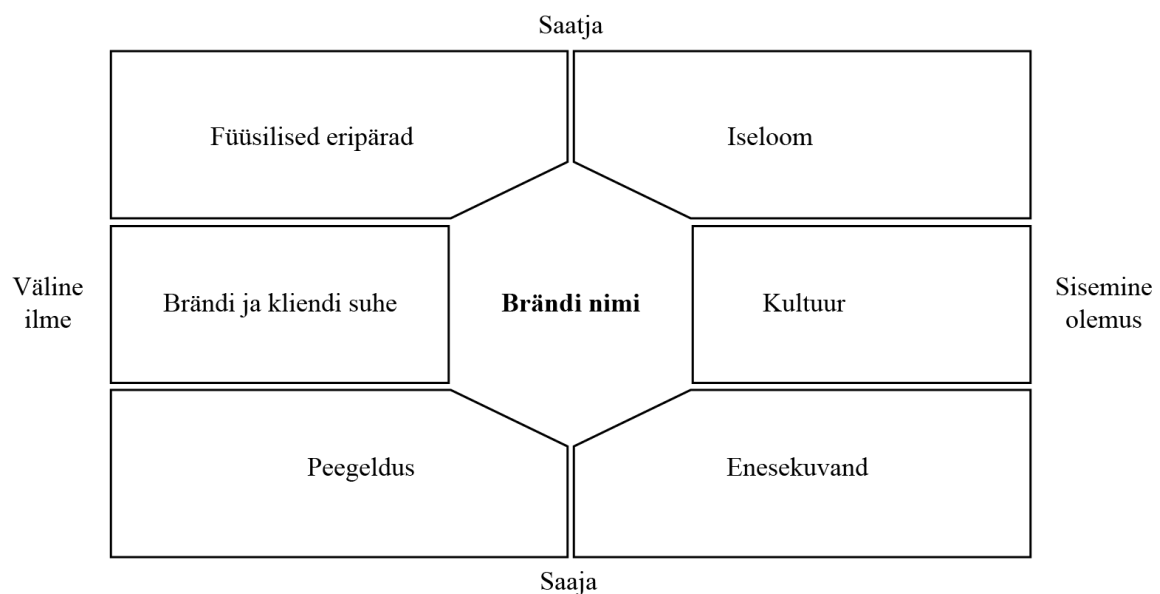 Saatja
Füüsilised eripärad
Iseloom
Väline
ilme
Brändi ja kliendi suhe
Brändi nimi
Kultuur
Sisemine
olemus
Peegeldus
Enesekuvand
Saaja